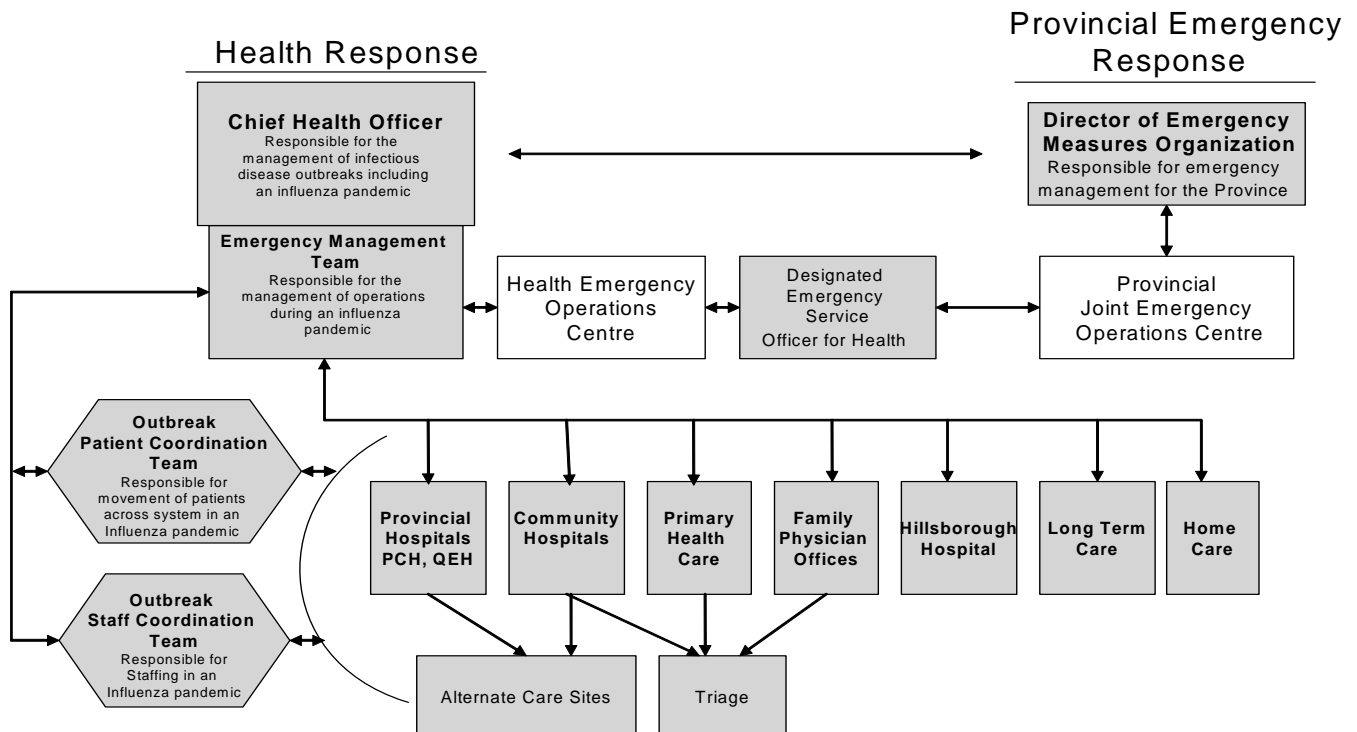 Health Response
Provincial Emergency
Response
Chief Health Officer
Responsible for the
management of infectious
disease outbreaks including
an influenza pandemic
Director of Emergency
Measures Organization
Responsible for emergency
management for the Province
Emergency Management
Team
Responsible for the
management of operations
during an influenza
pandemic
Health Emergency
Operations
Centre
Designated
Emergency
Service
Officer for Health
Provincial
Joint Emergency
Operations Centre
Outbreak
Patient Coordination
Team
Responsible for
movement of patients
across system in an
Influenza pandemic
Provincial
Hospitals
PCH, QEH
Community
Hospitals
Primary
Health
Care
Family
Physician
Offices
Hillsborough
Hospital
Long Term
Care
Home
Care
Outbreak
Staff Coordination
Team
Responsible for
Staffing in an
Influenza pandemic
Alternate Care Sites
Triage